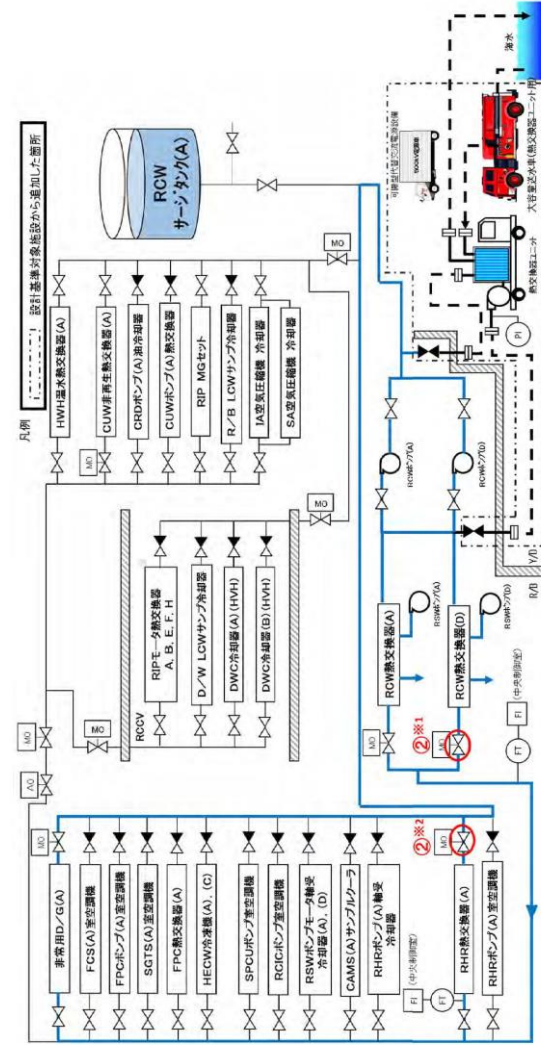 凡例
設計基準対象施設から追加した箇所
HWH温水熱交換器(A)
CUW非再生熱交換器(A)
CRDポンプ(A)油冷却器
CUWポンプ(A)熱交換器
RIP MGセット
R/B LCWサンプ冷却器
IA空気圧縮機 冷却器
SA空気圧縮機 冷却器
MO
MO
RCW
サージタンク(A)
MO
MO
AO
MO
RCCV
RIPモータ熱交換器
A, B, E, F, H
D/W LCWサンプ冷却器
DWC冷却器(A)(HVH)
DWC冷却器(B)(HVH)
MO
MO
非常用D/G(A)
FCS(A)室空調機
FPCポンプ(A)室空調機
SGTS(A)室空調機
FPC熱交換器(A)
HECW冷凍機(A)、(C)
SPCUポンプ室空調機
RCICポンプ室空調機
RSWポンプモータ軸受
冷却器(A)、(D)
CAMS(A)サンプルクーラ
RHRポンプ(A)軸受
冷却器
RHR熱交換器(A)
RHRポンプ(A)室空調機
FI
(中央制御室)
FT
MO
②※2
RCW熱交換器(A)
RCW熱交換器(D)
MO
MO
②※1
RSWポンプ(A)
RSWポンプ(D)
RCWポンプ(A)
RCWポンプ(D)
FT
FI
(中央制御室)
R/B
Y/D
PI
可搬型代替交流電源設備
熱交換器ユニット
大容量送水車(熱交換器ユニット用)
海水